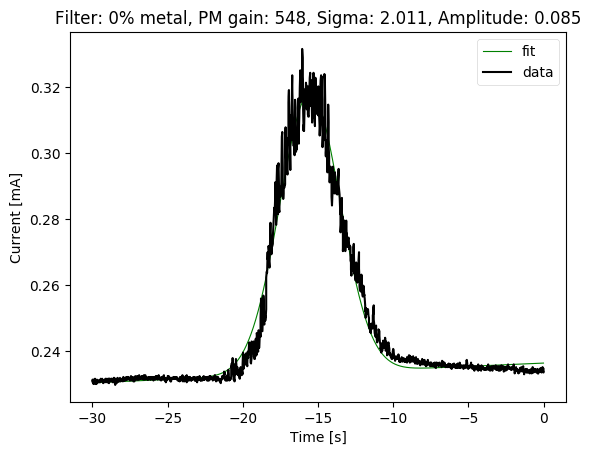 Filter: 0% metal, PM gain: 548, Sigma: 2.011, Amplitude: 0.085
fit
data
0.32
0.30
0.28
0.26
0.24
Current [mA]
−30
−25
−20
−15
−10
−5
0
Time [s]